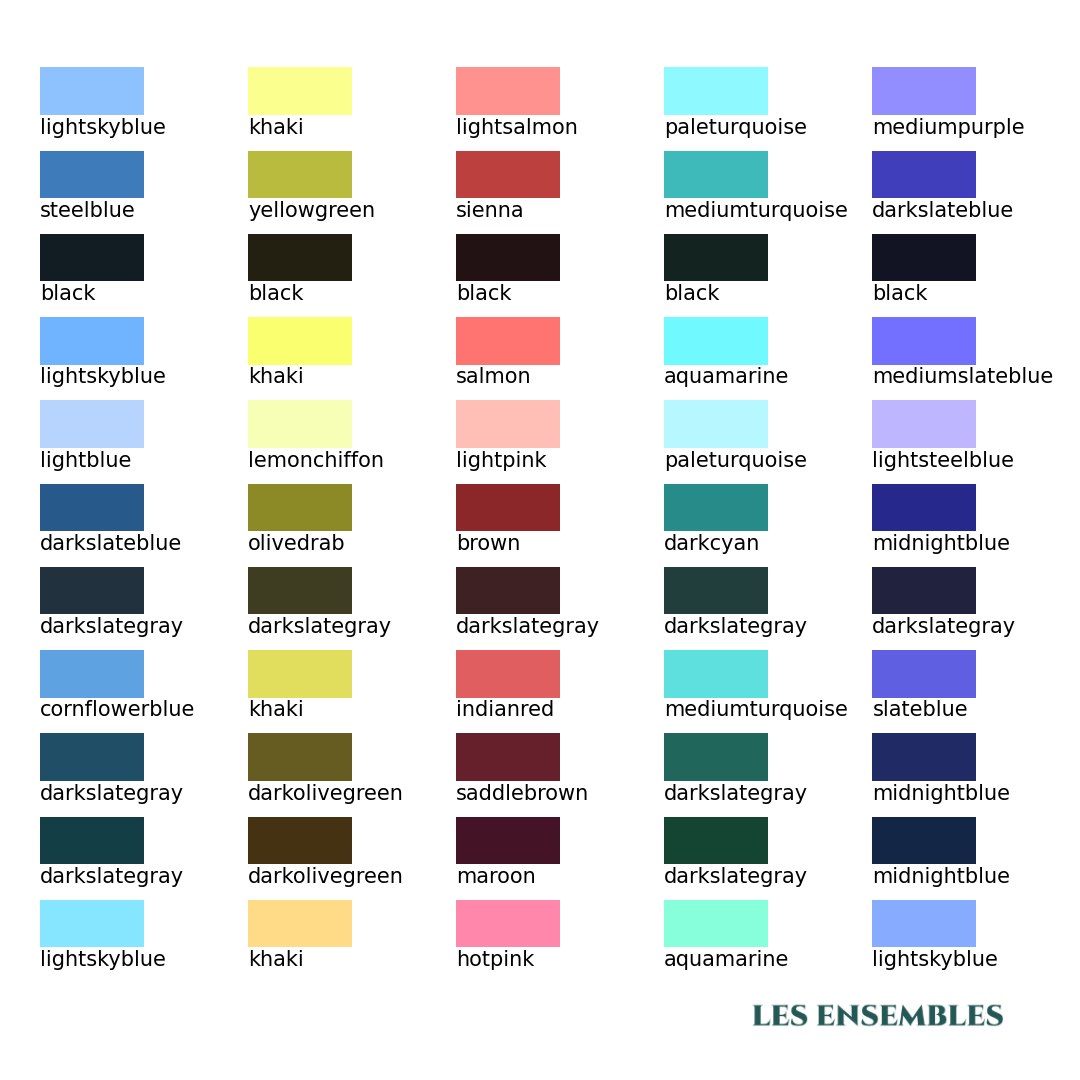 lightskyblue khaki lightsalmon paleturquoise mediumpurple
steelblue yellowgreen sienna mediumturquoise darkslateblue
black black black black black
lightskyblue khaki salmon aquamarine mediumslateblue
lightblue lemonchiffon lightpink paleturquoise lightsteelblue
darkslateblue olivedrab brown darkcyan midnightblue
darkslategray darkslategray darkslategray darkslategray darkslategray
cornflowerblue khaki indianred mediumturquoise slateblue
darkslategray darkolivegreen saddlebrown darkslategray midnightblue
darkslategray darkolivegreen maroon darkslategray midnightblue
lightskyblue khaki hotpink aquamarine lightskyblue
LES ENSEMBLES